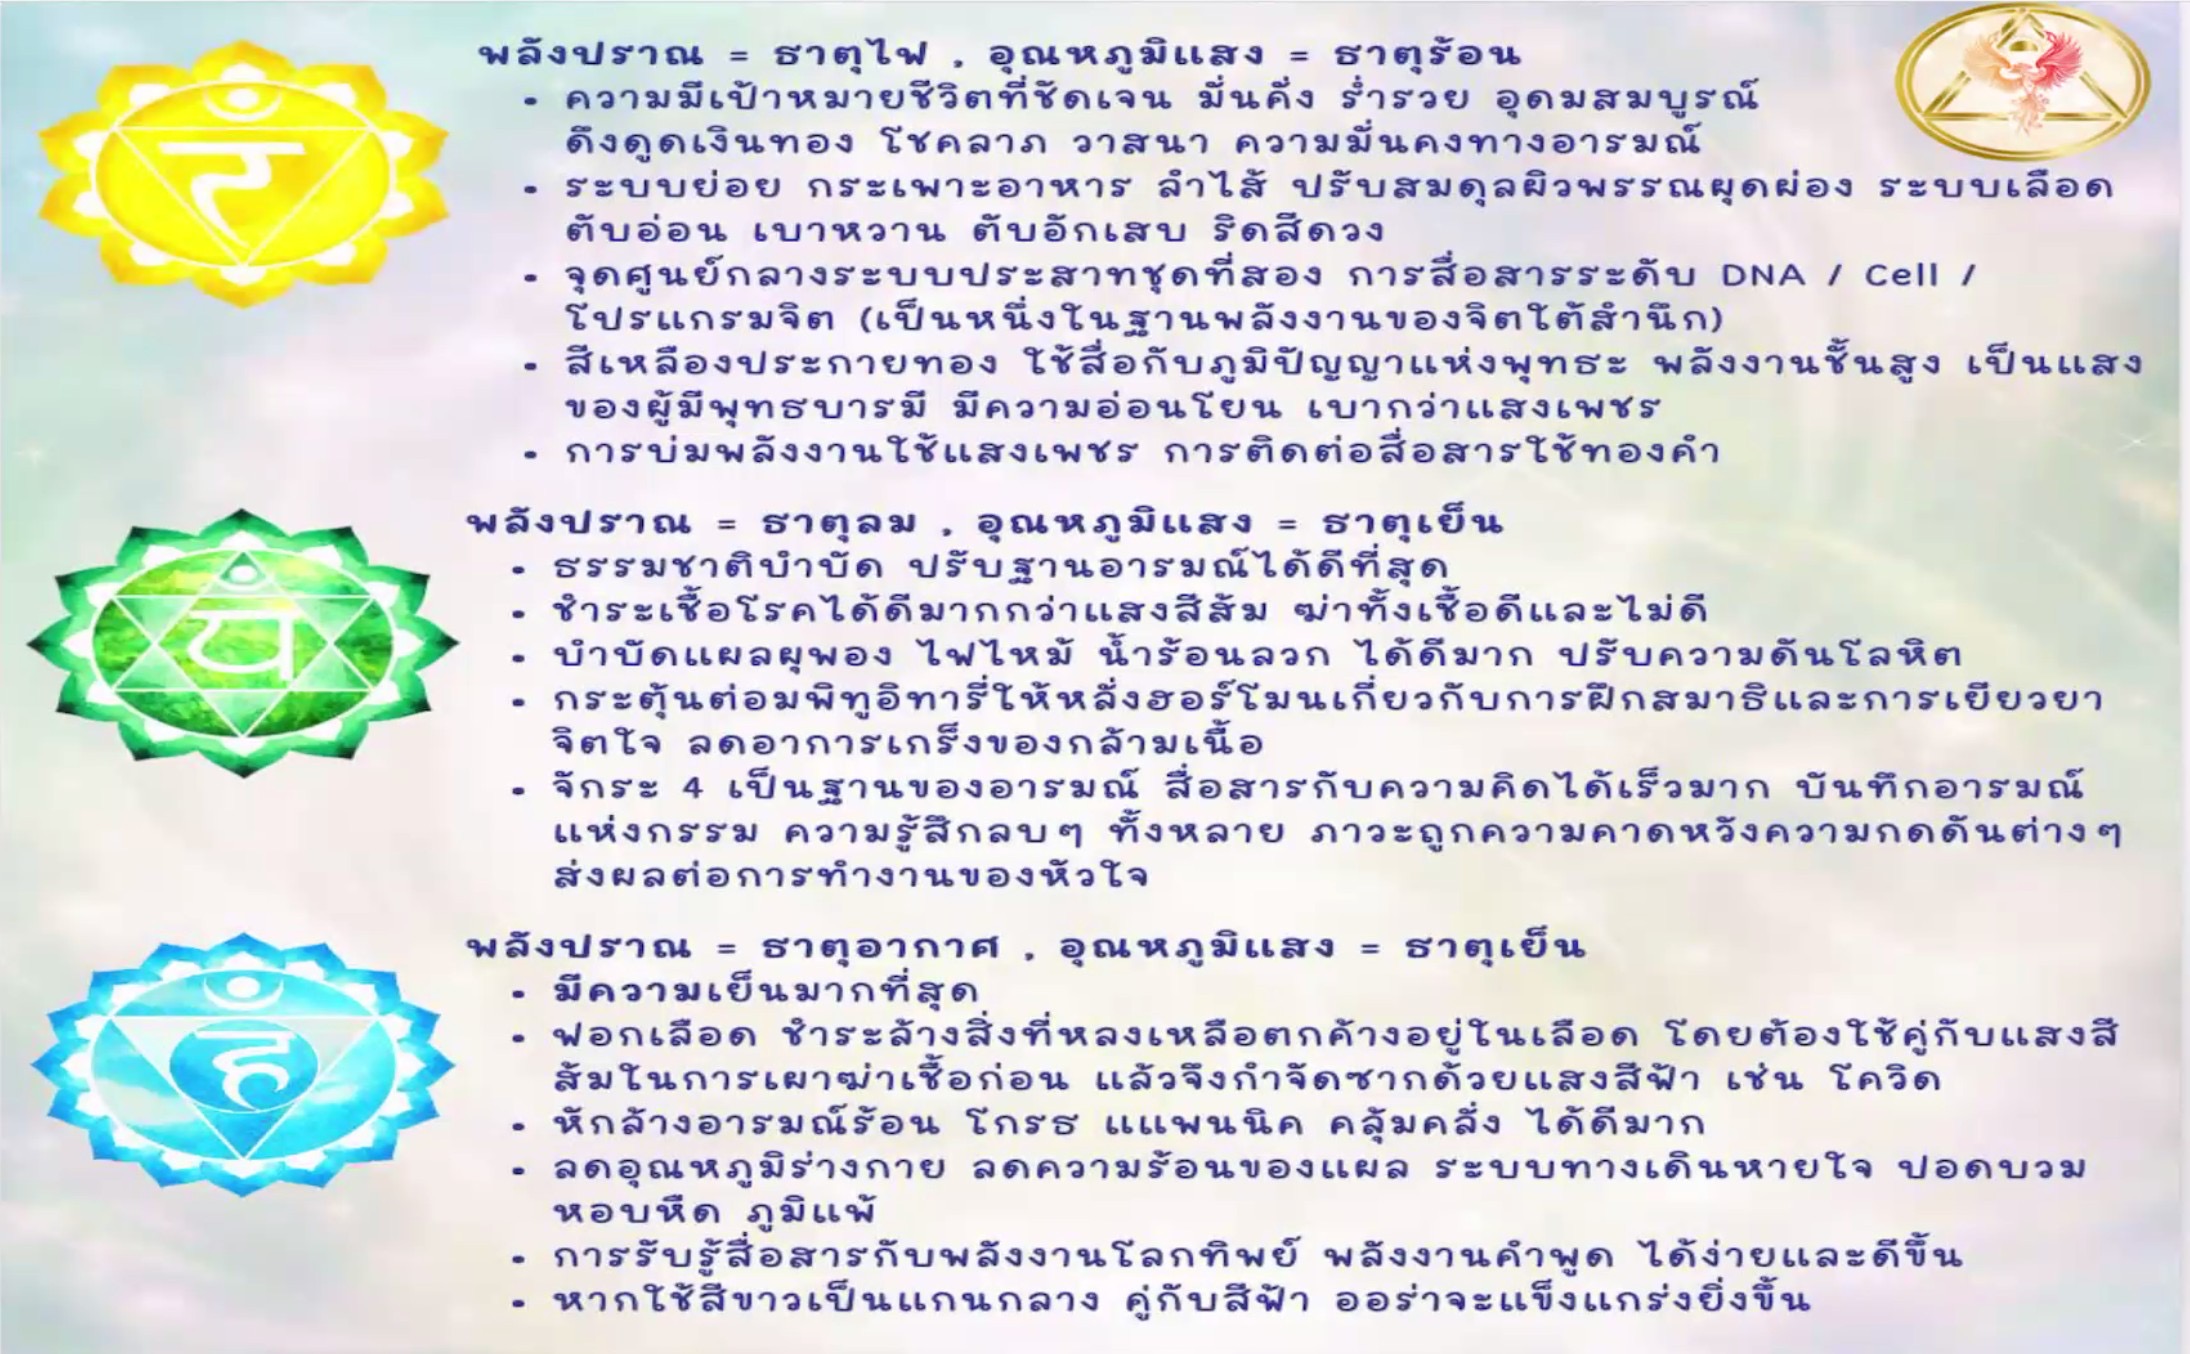 พลังปราณ = ธาตุไฟ , อุณหภูมิแสง = ธาตุร้อน
• ความมีเป้าหมายชีวิตที่ชัดเจน มั่นคั่ง ร่ำรวย อุดมสมบูรณ์
ดึงดูดเงินทอง โชคลาภ วาสนา ความมั่นคงทางอารมณ์
• ระบบย่อย กระเพาะอาหาร ลำไส้ ปรับสมดุลผิวพรรณผุดผ่อง ระบบเลือด
ตับอ่อน เบาหวาน ตับอักเสบ ริดสีดวง
• จุดศูนย์กลางระบบประสาทชุดที่สอง การสื่อสารระดับ DNA / Cell /
โปรแกรมจิต (เป็นหนึ่งในฐานพลังงานของจิตใต้สำนึก)
• สีเหลืองประกายทอง ใช้สื่อกับภูมิปัญญาแห่งพุทธะ พลังงานชั้นสูง เป็นแสง
ของผู้มีพุทธบารมี มีความอ่อนโยน เบากว่าแสงเพชร
• การบ่มพลังงานใช้แสงเพชร การติดต่อสื่อสารใช้ทองคำ
พลังปราณ = ธาตุลม , อุณหภูมิแสง = ธาตุเย็น
• ธรรมชาติบำบัด ปรับฐานอารมณ์ได้ดีที่สุด
• ชำระเชื้อโรคได้ดีมากกว่าแสงสีส้ม ฆ่าทั้งเชื้อดีและไม่ดี
• บำบัดแผลผุพอง ไฟไหม้ น้ำร้อนลวก ได้ดีมาก ปรับความดันโลหิต
• กระตุ้นต่อมพิทูอิทารี่ให้หลั่งฮอร์โมนเกี่ยวกับการฝึกสมาธิและการเยียวยา
จิตใจ ลดอาการเกร็งของกล้ามเนื้อ
• จักระ 4 เป็นฐานของอารมณ์ สื่อสารกับความคิดได้เร็วมาก บันทึกอารมณ์
แห่งกรรม ความรู้สึกลบๆ ทั้งหลาย ภาวะถูกความคาดหวังความกดดันต่างๆ
ส่งผลต่อการทำงานของหัวใจ
พลังปราณ = ธาตุอากาศ , อุณหภูมิแสง = ธาตุเย็น
• มีความเย็นมากที่สุด
• ฟอกเลือด ชำระล้างสิ่งที่หลงเหลือตกค้างอยู่ในเลือด โดยต้องใช้คู่กับแสงสี
ส้มในการเผาฆ่าเชื้อก่อน แล้วจึงกำจัดซากด้วยแสงสีฟ้า เช่น โควิด
• หักล้างอารมณ์ร้อน โกรธ แแพนนิค คลุ้มคลั่ง ได้ดีมาก
• ลดอุณหภูมิร่างกาย ลดความร้อนของแผล ระบบทางเดินหายใจ ปอดบวม
หอบหืด ภูมิแพ้
• การรับรู้สื่อสารกับพลังงานโลกทิพย์ พลังงานคำพูด ได้ง่ายและดีขึ้น
• หากใช้สีขาวเป็นแกนกลาง คู่กับสีฟ้า ออร่าจะแข็งแกร่งยิ่งขึ้น
रं
यं
हं